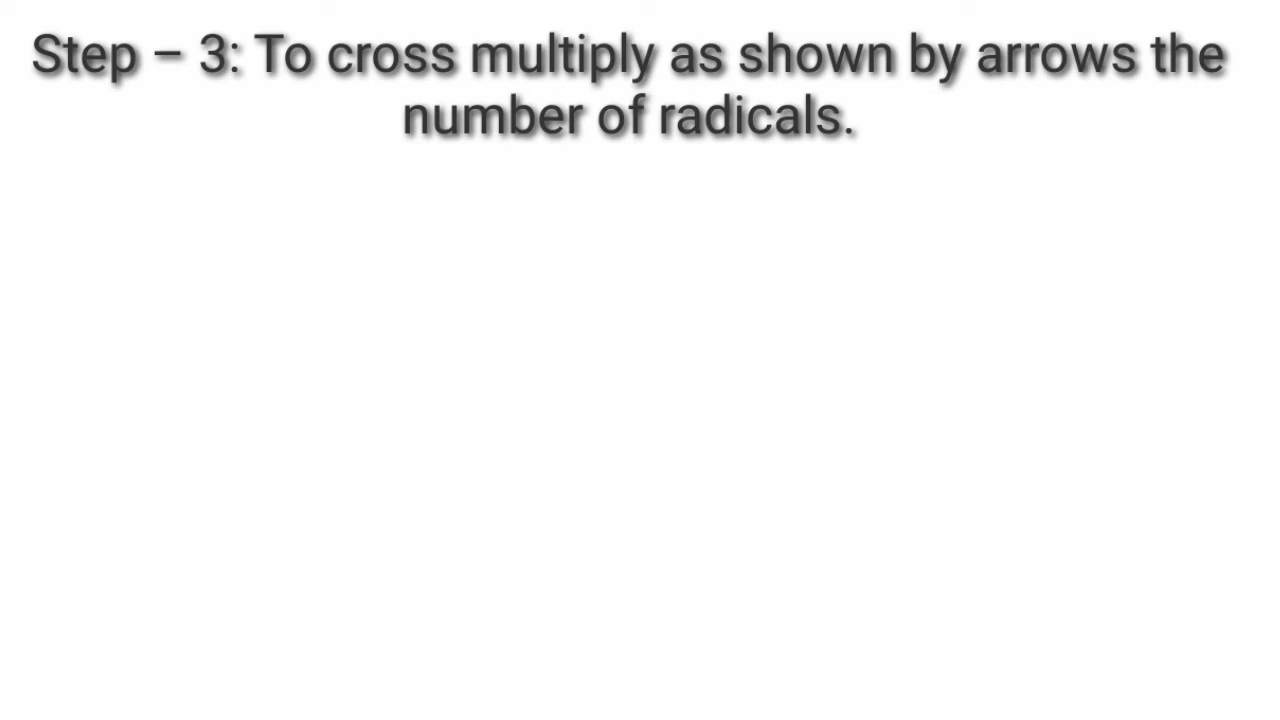 Step – 3: To cross multiply as shown by arrows the
number of radicals.